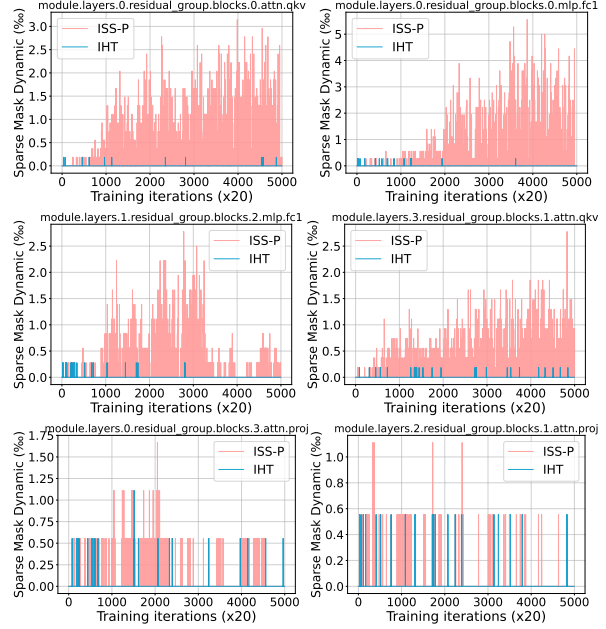 module.layers.0.residual_group.blocks.0.attn.qkv
Sparse Mask Dynamic (‰)
3.0
2.5
2.0
1.5
1.0
0.5
0.0
ISS-P
IHT
0 1000 2000 3000 4000 5000
Training iterations (x20)
module.layers.0.residual_group.blocks.0.mlp.fc1
Sparse Mask Dynamic (‰)
5
4
3
2
1
0
ISS-P
IHT
0 1000 2000 3000 4000 5000
Training iterations (x20)
module.layers.1.residual_group.blocks.2.mlp.fc1
Sparse Mask Dynamic (‰)
2.5
2.0
1.5
1.0
0.5
0.0
ISS-P
IHT
0 1000 2000 3000 4000 5000
Training iterations (x20)
module.layers.3.residual_group.blocks.1.attn.qkv
Sparse Mask Dynamic (‰)
2.5
2.0
1.5
1.0
0.5
0.0
ISS-P
IHT
0 1000 2000 3000 4000 5000
Training iterations (x20)
module.layers.0.residual_group.blocks.3.attn.proj
Sparse Mask Dynamic (‰)
1.75
1.50
1.25
1.00
0.75
0.50
0.25
0.00
ISS-P
IHT
0 1000 2000 3000 4000 5000
Training iterations (x20)
module.layers.2.residual_group.blocks.1.attn.proj
Sparse Mask Dynamic (‰)
1.0
0.8
0.6
0.4
0.2
0.0
ISS-P
IHT
0 1000 2000 3000 4000 5000
Training iterations (x20)